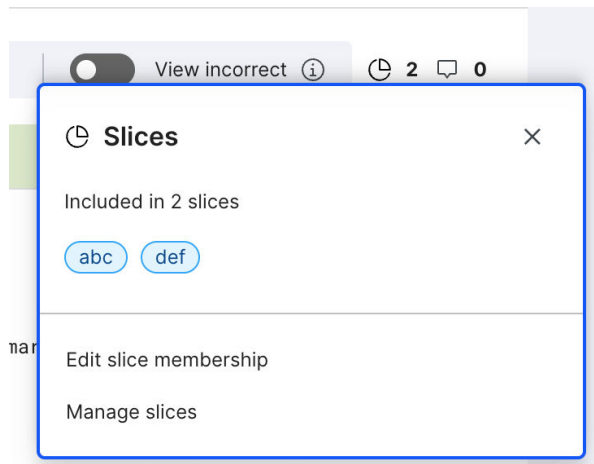 View incorrect 2 0
Slices
Included in 2 slices
abc def
Edit slice membership
Manage slices